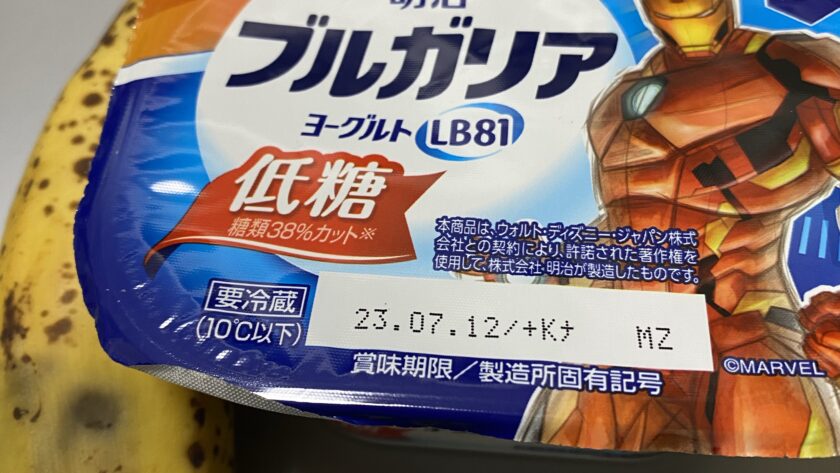 明治
ブルガリア
ヨーグルト LB81
低糖
糖類38%カット※
本商品は、ウォルト・ディズニー・ジャパン株式
会社との契約により、許諾された著作権を
使用して、株式会社 明治が製造したものです。
要冷蔵
(10℃以下)
23.07.12/+Kﾅ MZ
賞味期限/製造所固有記号
©MARVEL